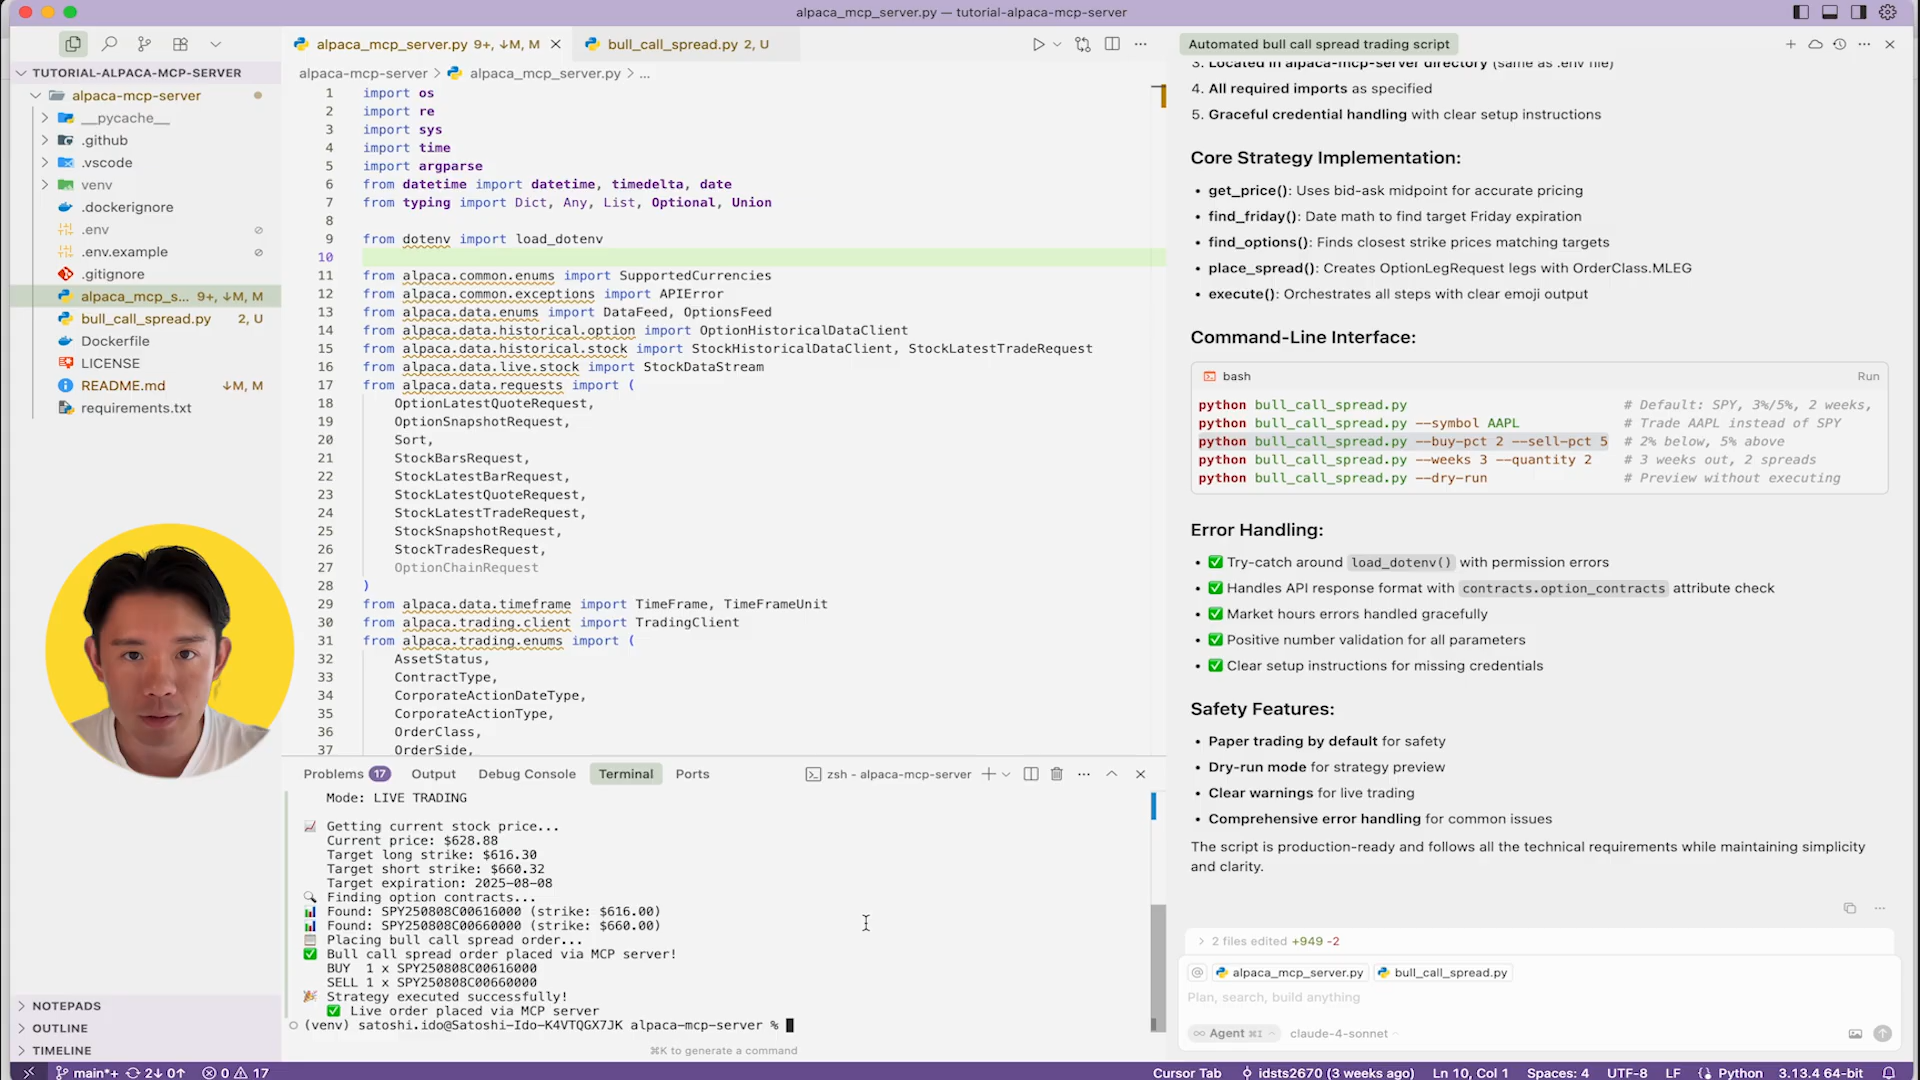 alpaca_mcp_server.py — tutorial-alpaca-mcp-server
alpaca_mcp_server.py 9+, ↓M, M
bull_call_spread.py 2, U
Automated bull call spread trading script
TUTORIAL-ALPACA-MCP-SERVER
alpaca-mcp-server
__pycache__
.github
.vscode
venv
.dockerignore
.env
.env.example
.gitignore
alpaca_mcp_s... 9+, ↓M, M
bull_call_spread.py 2, U
Dockerfile
LICENSE
README.md ↓M, M
requirements.txt
NOTEPADS
OUTLINE
TIMELINE
alpaca-mcp-server > alpaca_mcp_server.py > ...
1 import os
2 import re
3 import sys
4 import time
5 import argparse
6 from datetime import datetime, timedelta, date
7 from typing import Dict, Any, List, Optional, Union
8
9 from dotenv import load_dotenv
10
11 from alpaca.common.enums import SupportedCurrencies
12 from alpaca.common.exceptions import APIError
13 from alpaca.data.enums import DataFeed, OptionsFeed
14 from alpaca.data.historical.option import OptionHistoricalDataClient
15 from alpaca.data.historical.stock import StockHistoricalDataClient, StockLatestTradeRequest
16 from alpaca.data.live.stock import StockDataStream
17 from alpaca.data.requests import (
18 OptionLatestQuoteRequest,
19 OptionSnapshotRequest,
20 Sort,
21 StockBarsRequest,
22 StockLatestBarRequest,
23 StockLatestQuoteRequest,
24 StockLatestTradeRequest,
25 StockSnapshotRequest,
26 StockTradesRequest,
27 OptionChainRequest
28 )
29 from alpaca.data.timeframe import TimeFrame, TimeFrameUnit
30 from alpaca.trading.client import TradingClient
31 from alpaca.trading.enums import (
32 AssetStatus,
33 ContractType,
34 CorporateActionDateType,
35 CorporateActionType,
36 OrderClass,
37 OrderSide,
Problems 17 Output Debug Console Terminal Ports
zsh - alpaca-mcp-server
Mode: LIVE TRADING
📈 Getting current stock price...
Current price: $628.88
Target long strike: $616.30
Target short strike: $660.32
Target expiration: 2025-08-08
🔍 Finding option contracts...
📊 Found: SPY250808C00616000 (strike: $616.00)
📊 Found: SPY250808C00660000 (strike: $660.00)
Placing bull call spread order...
✅ Bull call spread order placed via MCP server!
BUY 1 x SPY250808C00616000
SELL 1 x SPY250808C00660000
🎉 Strategy executed successfully!
✅ Live order placed via MCP server
(venv) satoshi.ido@Satoshi-Ido-K4VTQGX7JK alpaca-mcp-server %
⌘K to generate a command
3. Located in alpaca-mcp-server directory (same as .env file)
4. All required imports as specified
5. Graceful credential handling with clear setup instructions
Core Strategy Implementation:
• get_price(): Uses bid-ask midpoint for accurate pricing
• find_friday(): Date math to find target Friday expiration
• find_options(): Finds closest strike prices matching targets
• place_spread(): Creates OptionLegRequest legs with OrderClass.MLEG
• execute(): Orchestrates all steps with clear emoji output
Command-Line Interface:
bash Run
python bull_call_spread.py # Default: SPY, 3%/5%, 2 weeks,
python bull_call_spread.py --symbol AAPL # Trade AAPL instead of SPY
python bull_call_spread.py --buy-pct 2 --sell-pct 5 # 2% below, 5% above
python bull_call_spread.py --weeks 3 --quantity 2 # 3 weeks out, 2 spreads
python bull_call_spread.py --dry-run # Preview without executing
Error Handling:
• ✅ Try-catch around load_dotenv() with permission errors
• ✅ Handles API response format with contracts.option_contracts attribute check
• ✅ Market hours errors handled gracefully
• ✅ Positive number validation for all parameters
• ✅ Clear setup instructions for missing credentials
Safety Features:
• Paper trading by default for safety
• Dry-run mode for strategy preview
• Clear warnings for live trading
• Comprehensive error handling for common issues
The script is production-ready and follows all the technical requirements while maintaining simplicity
and clarity.
> 2 files edited +949 -2
@ alpaca_mcp_server.py bull_call_spread.py
Plan, search, build anything
∞ Agent ⌘I claude-4-sonnet
main*+ 2↓ 0↑ 0 17
Cursor Tab idsts2670 (3 weeks ago) Ln 10, Col 1 Spaces: 4 UTF-8 LF Python 3.13.4 64-bit